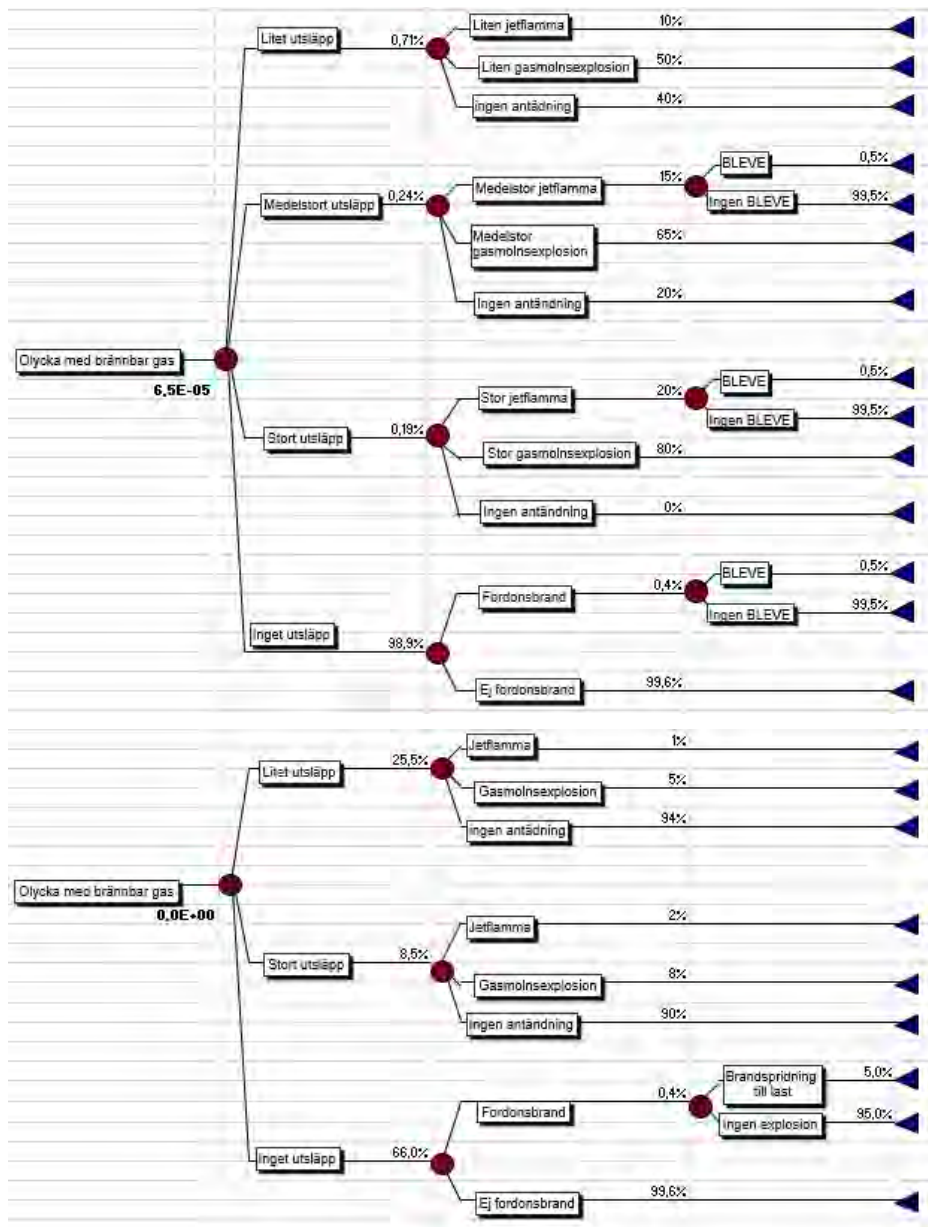 10%
Liten jetflamma
Litet utsläpp
0,71%
50%
Liten gasmolnsexplosion
40%
ingen antädning
0,5%
BLEVE
15%
Medelstor jetflamma
0,24%
Medelstort utsläpp
99,5%
Ingen BLEVE
65%
Medelstor
gasmolnsexplosion
20%
Ingen antändning
Olycka med brännbar gas
6,5E-05
0,5%
BLEVE
20%
Stor jetflamma
99,5%
Ingen BLEVE
0,19%
Stort utsläpp
80%
Stor gasmolnsexplosion
0%
Ingen antändning
0,5%
BLEVE
0,4%
Fordonsbrand
99,5%
Ingen BLEVE
Inget utsläpp
98,9%
99,6%
Ej fordonsbrand
1%
Jetflamma
25,5%
Litet utsläpp
5%
Gasmolnsexplosion
94%
ingen antädning
Olycka med brännbar gas
0,0E+00
2%
Jetflamma
8,5%
Stort utsläpp
8%
Gasmolnsexplosion
90%
Ingen antändning
5,0%
Brandspridning
till last
0,4%
Fordonsbrand
95,0%
Ingen explosion
Inget utsläpp
66,0%
99,6%
Ej fordonsbrand